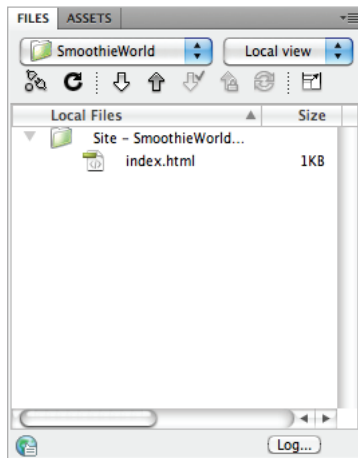 FILES ASSETS
SmoothieWorld Local view
Local Files Size
Site – SmoothieWorld...
index.html 1KB
Log...